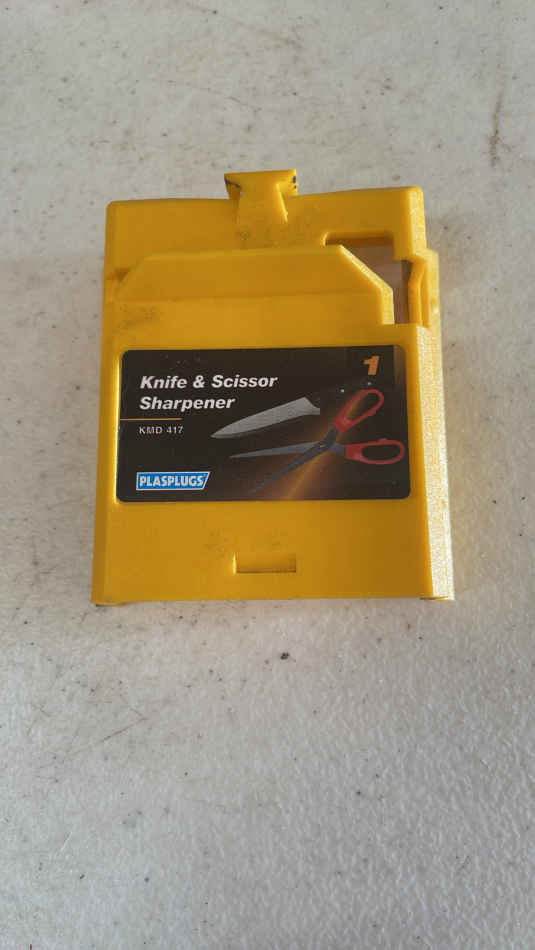 1
Knife & Scissor
Sharpener
KMD 417
PLASPLUGS